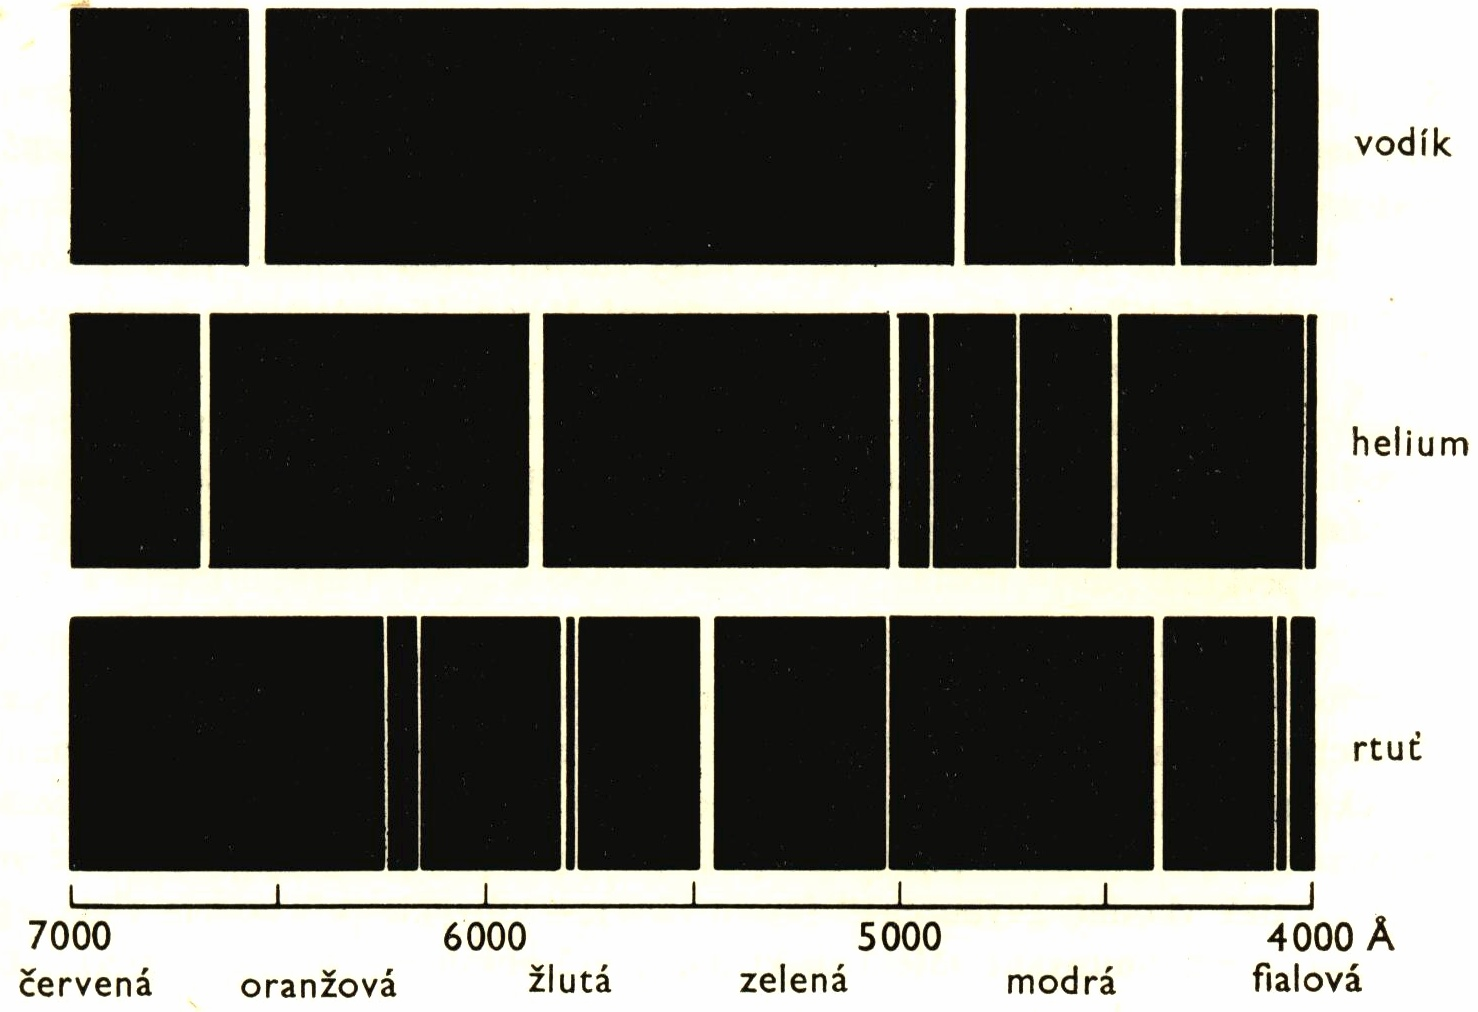 vodík
helium
rtuť
7000 6000 5000 4000 Å
červená oranžová žlutá zelená modrá fialová